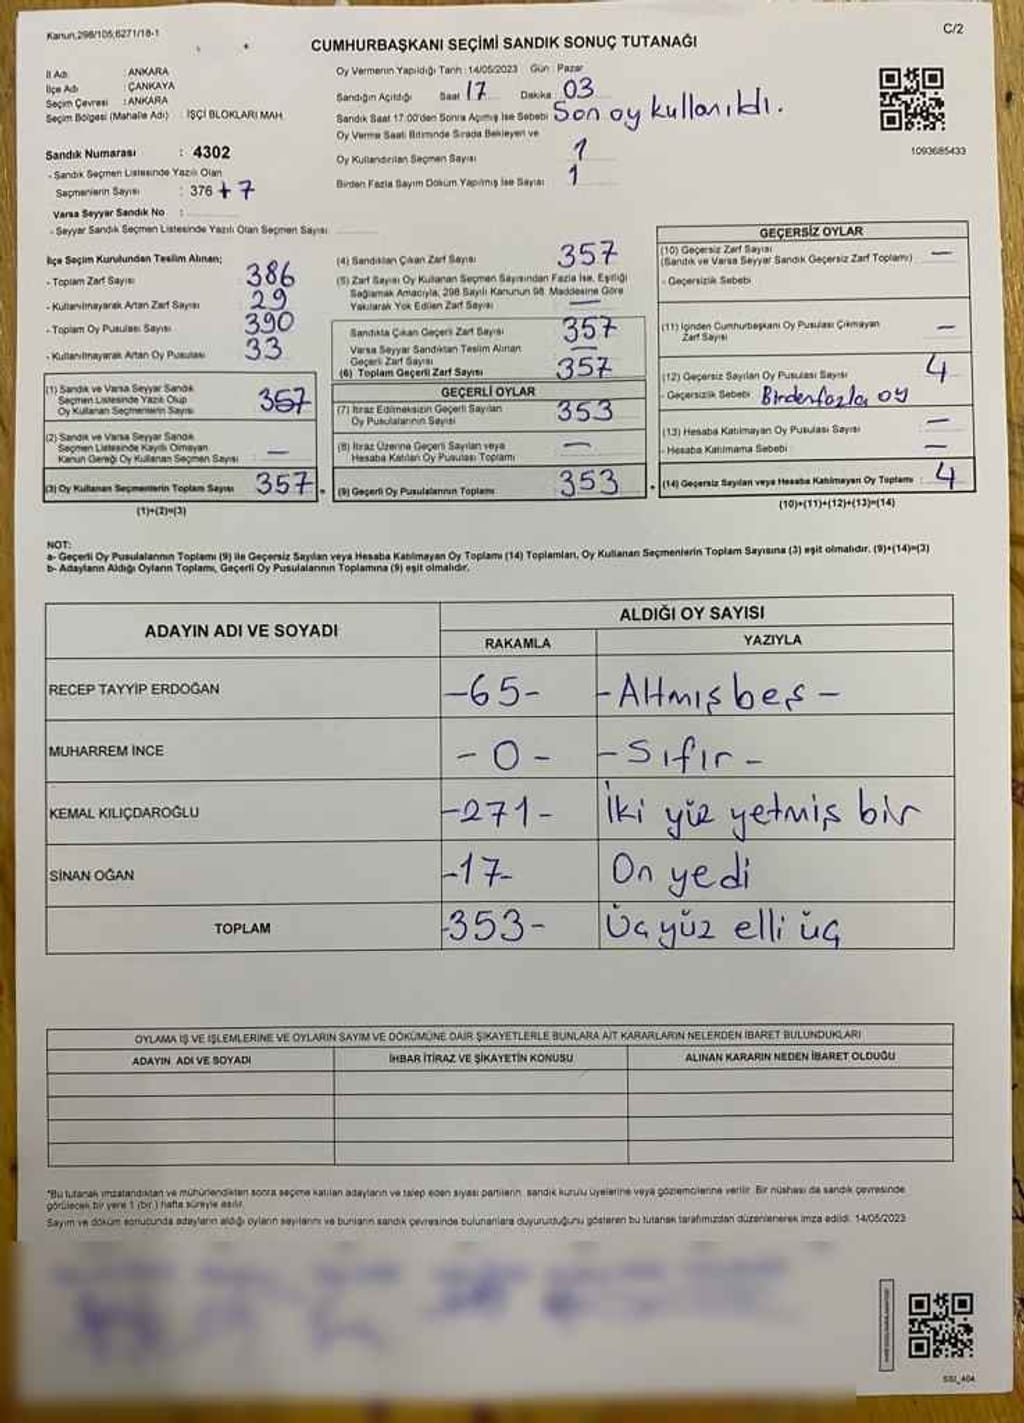 Kanun,298/105,6271/18-1
C/2
CUMHURBAŞKANI SEÇİMİ SANDIK SONUÇ TUTANAĞI
İl Adı : ANKARA
İlçe Adı : ÇANKAYA
Seçim Çevresi : ANKARA
Seçim Bölgesi (Mahalle Adı) : İŞÇİ BLOKLARI MAH.
Sandık Numarası : 4302
- Sandık Seçmen Listesinde Yazılı Olan
Seçmenlerin Sayısı : 376 + 7
Varsa Seyyar Sandık No :
- Seyyar Sandık Seçmen Listesinde Yazılı Olan Seçmen Sayısı
Oy Vermenin Yapıldığı Tarih : 14/05/2023 Gün : Pazar
Sandığın Açıldığı Saat 17 Dakika 03
Sandık Saat 17:00'den Sonra Açılmış İse Sebebi Son oy kullanıldı.
Oy Verme Saati Bitiminde Sırada Bekleyen ve
Oy Kullandırılan Seçmen Sayısı 1
Birden Fazla Sayım Döküm Yapılmış İse Sayısı 1
1093685433
İlçe Seçim Kurulundan Teslim Alınan;
- Toplam Zarf Sayısı 386
- Kullanılmayarak Artan Zarf Sayısı 29
- Toplam Oy Pusulası Sayısı 390
- Kullanılmayarak Artan Oy Pusulası 33
(1) Sandık ve Varsa Seyyar Sandık
Seçmen Listesinde Yazılı Olup
Oy Kullanan Seçmenlerin Sayısı 357
(2) Sandık ve Varsa Seyyar Sandık
Seçmen Listesinde Kayıtlı Olmayan
Kanun Gereği Oy Kullanan Seçmen Sayısı —
(3) Oy Kullanan Seçmenlerin Toplam Sayısı 357
(1)+(2)=(3)
(4) Sandıktan Çıkan Zarf Sayısı 357
(5) Zarf Sayısı Oy Kullanan Seçmen Sayısından Fazla İse, Eşitliği
Sağlamak Amacıyla, 298 Sayılı Kanunun 98. Maddesine Göre
Yakılarak Yok Edilen Zarf Sayısı —
Sandıkta Çıkan Geçerli Zarf Sayısı 357
Varsa Seyyar Sandıktan Teslim Alınan
Geçerli Zarf Sayısı —
(6) Toplam Geçerli Zarf Sayısı 357
GEÇERLİ OYLAR
(7) İtiraz Edilmeksizin Geçerli Sayılan
Oy Pusulalarının Sayısı 353
(8) İtiraz Üzerine Geçerli Sayılan veya
Hesaba Katılan Oy Pusulası Toplamı —
(9) Geçerli Oy Pusulalarının Toplamı 353
GEÇERSİZ OYLAR
(10) Geçersiz Zarf Sayısı
(Sandık ve Varsa Seyyar Sandık Geçersiz Zarf Toplamı) —
- Geçersizlik Sebebi
(11) İçinden Cumhurbaşkanı Oy Pusulası Çıkmayan
Zarf Sayısı —
(12) Geçersiz Sayılan Oy Pusulası Sayısı 4
- Geçersizlik Sebebi Birden fazla oy
(13) Hesaba Katılmayan Oy Pusulası Sayısı —
- Hesaba Katılmama Sebebi —
(14) Geçersiz Sayılan veya Hesaba Katılmayan Oy Toplamı : 4
(10)+(11)+(12)+(13)=(14)
NOT:
a- Geçerli Oy Pusulalarının Toplamı (9) ile Geçersiz Sayılan veya Hesaba Katılmayan Oy Toplamı (14) Toplamları, Oy Kullanan Seçmenlerin Toplam Sayısına (3) eşit olmalıdır. (9)+(14)=(3)
b- Adayların Aldığı Oyların Toplamı, Geçerli Oy Pusulalarının Toplamına (9) eşit olmalıdır.
ADAYIN ADI VE SOYADI
ALDIĞI OY SAYISI
RAKAMLA YAZIYLA
RECEP TAYYİP ERDOĞAN -65- -Altmış beş-
MUHARREM İNCE -0- -Sıfır-
KEMAL KILIÇDAROĞLU -271- İki yüz yetmiş bir
SİNAN OĞAN -17- On yedi
TOPLAM -353- Üç yüz elli üç
OYLAMA İŞ VE İŞLEMLERİNE VE OYLARIN SAYIM VE DÖKÜMÜNE DAİR ŞİKAYETLERLE BUNLARA AİT KARARLARIN NELERDEN İBARET BULUNDUKLARI
ADAYIN ADI VE SOYADI İHBAR İTİRAZ VE ŞİKAYETİN KONUSU ALINAN KARARIN NEDEN İBARET OLDUĞU
*Bu tutanak imzalandıktan ve mühürlendikten sonra seçime katılan adayların ve talep eden siyasi partilerin, sandık kurulu üyelerine veya gözlemcilerine verilir. Bir nüshası da sandık çevresinde
görülecek bir yere 1 (bir) hafta süreyle asılır.
Sayım ve döküm sonucunda adayların aldığı oyların sayılarını ve bunların sandık çevresinde bulunanlara duyurulduğunu gösteren bu tutanak tarafımızdan düzenlenerek imza edildi. 14/05/2023